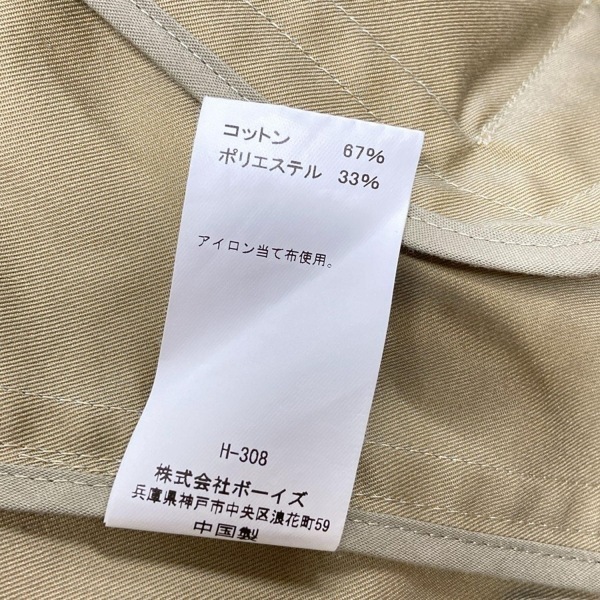 コットン 67%
ポリエステル 33%
アイロン当て布使用。
H-308
株式会社ボーイズ
兵庫県神戸市中央区浪花町59
中国製